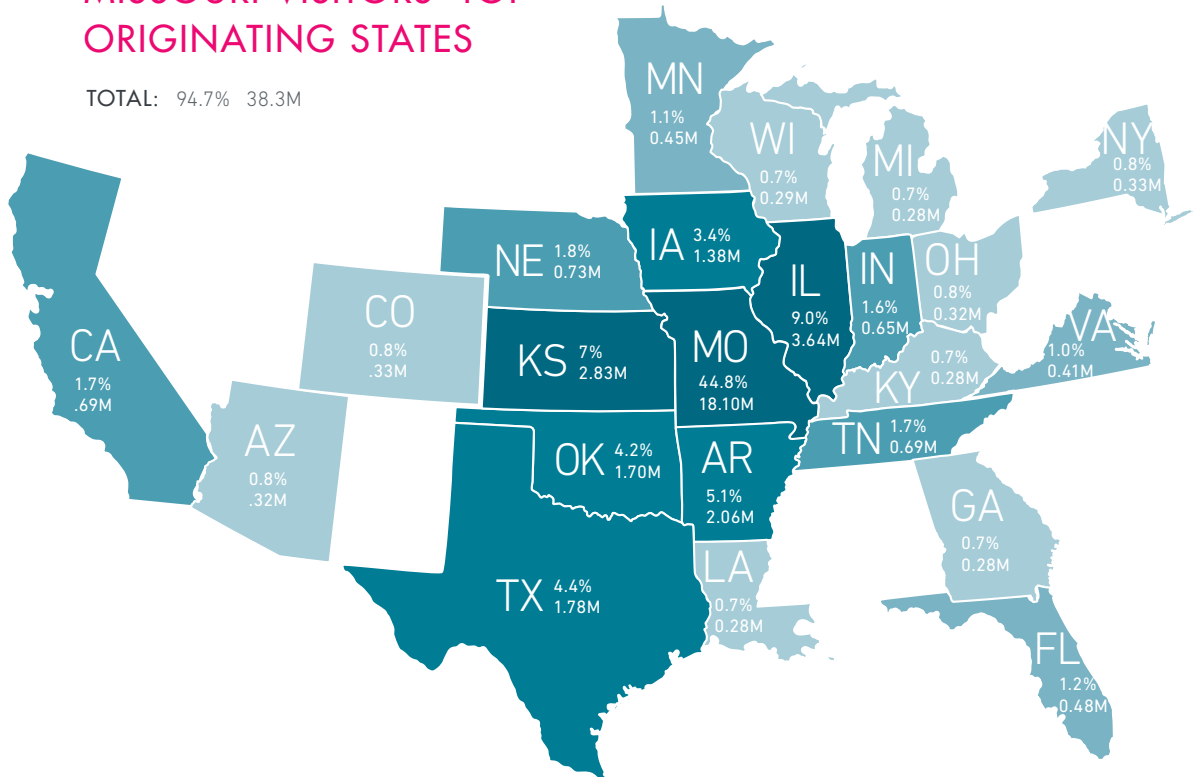 ORIGINATING STATES
TOTAL: 94.7% 38.3M
MN
1.1%
0.45M
WI
0.7%
0.29M
MI
0.7%
0.28M
NY
0.8%
0.33M
IA 3.4%
1.38M
NE 1.8%
0.73M
IL
9.0%
3.64M
IN
1.6%
0.65M
OH
0.8%
0.32M
CO
0.8%
.33M
CA
1.7%
.69M
KS 7%
2.83M
MO
44.8%
18.10M
KY 0.7%
0.28M
VA
1.0%
0.41M
AZ
0.8%
.32M
OK 4.2%
1.70M
AR
5.1%
2.06M
TN 1.7%
0.69M
GA
0.7%
0.28M
TX 4.4%
1.78M
LA
0.7%
0.28M
FL
1.2%
0.48M